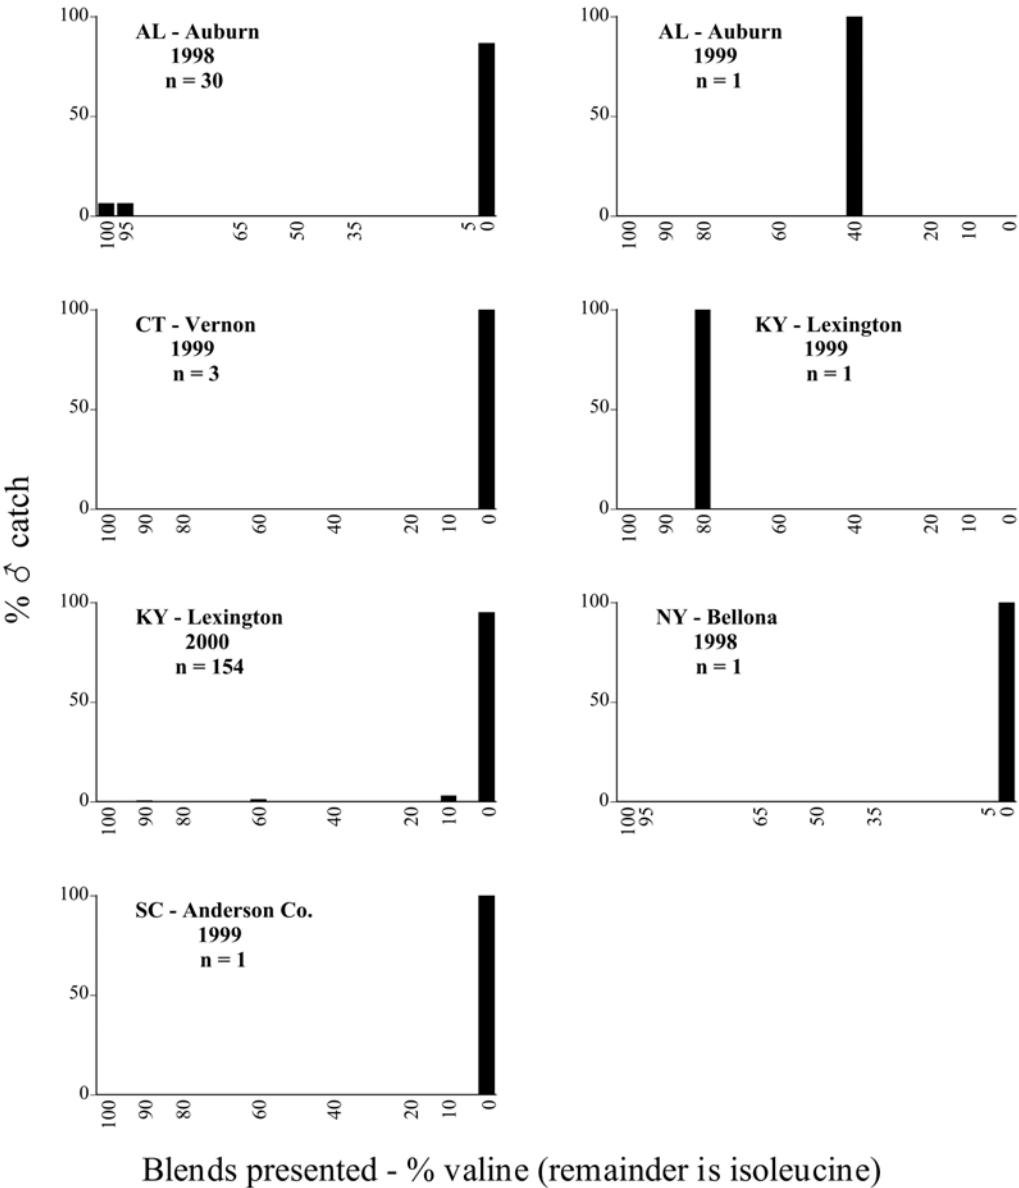 % ♂ catch
AL - Auburn
1998
n = 30
100
50
0
100 95 65 50 35 5 0
AL - Auburn
1999
n = 1
100
50
0
100 90 80 60 40 20 10 0
CT - Vernon
1999
n = 3
100
50
0
100 90 80 60 40 20 10 0
KY - Lexington
1999
n = 1
100
50
0
100 90 80 60 40 20 10 0
KY - Lexington
2000
n = 154
100
50
0
100 90 80 60 40 20 10 0
NY - Bellona
1998
n = 1
100
50
0
100 95 65 50 35 5 0
SC - Anderson Co.
1999
n = 1
100
50
0
100 90 80 60 40 20 10 0
Blends presented - % valine (remainder is isoleucine)